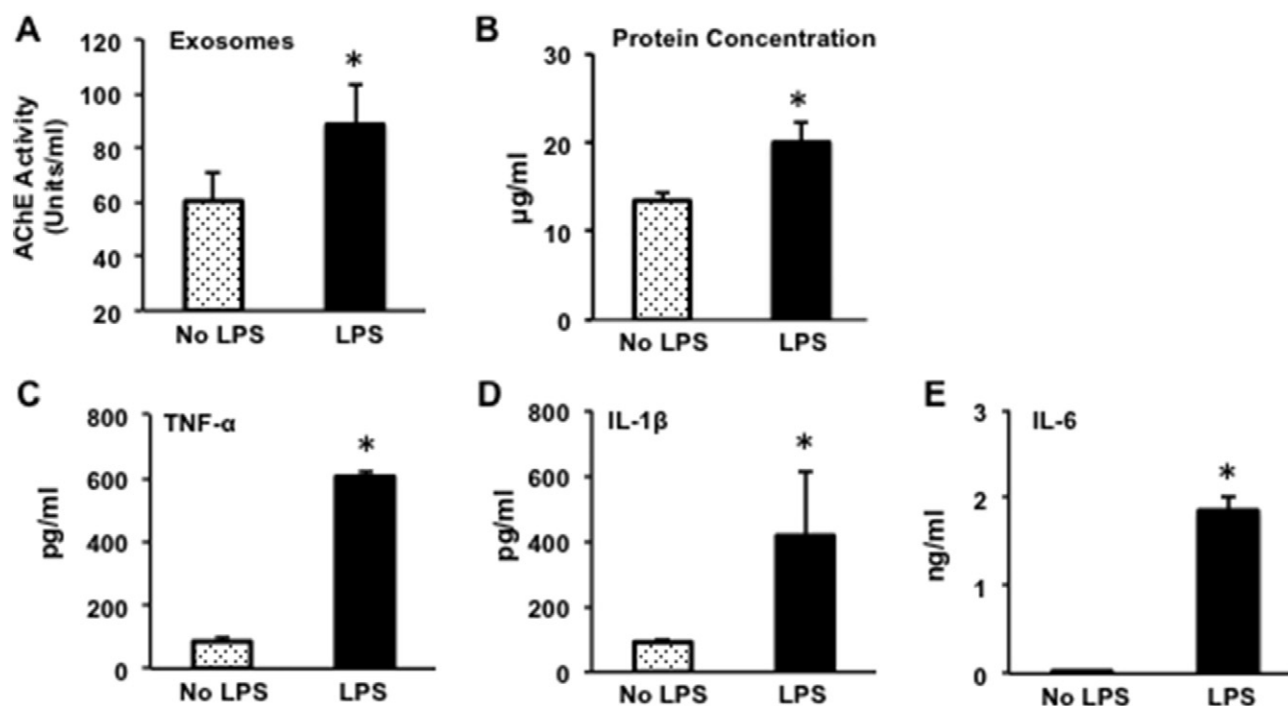 A
Exosomes
AChE Activity
(Units/ml)
120
100
80
60
40
20
*
No LPS
LPS
B
Protein Concentration
µg/ml
30
20
10
0
*
No LPS
LPS
C
TNF-α
pg/ml
800
600
400
200
0
*
No LPS
LPS
D
IL-1β
pg/ml
800
600
400
200
0
*
No LPS
LPS
E
IL-6
ng/ml
3
2
1
0
*
No LPS
LPS